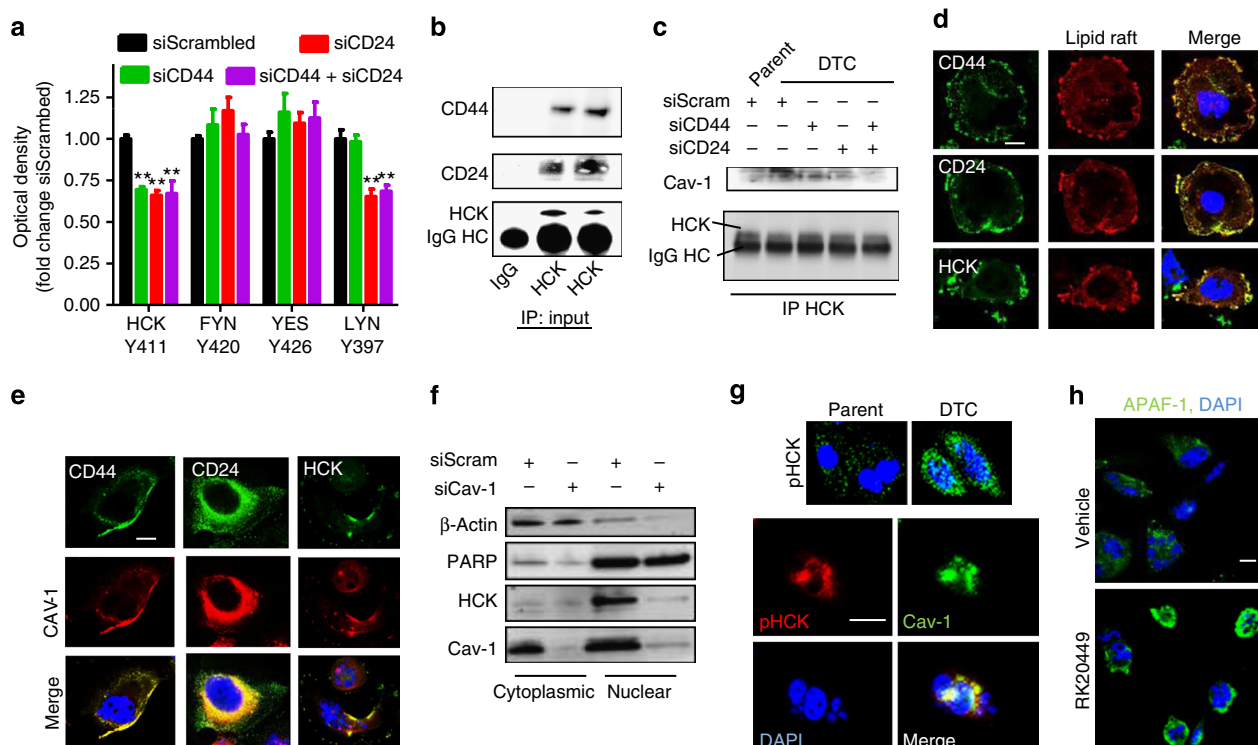 a
siScrambled
siCD24
siCD44
siCD44 + siCD24
Optical density
(fold change siScrambed)
1.25
1.00
0.75
0.50
0.25
0.00
** ** **
** **
HCK FYN YES LYN
Y411 Y420 Y426 Y397
b
CD44
CD24
HCK
IgG HC
IgG HCK HCK
IP: input
c
Parent DTC
siScram + + – – –
siCD44 – – + – +
siCD24 – – – + +
Cav-1
HCK
IgG HC
IP HCK
d
Lipid raft Merge
CD44
CD24
HCK
e
CD44 CD24 HCK
CAV-1
Merge
f
siScram + – + –
siCav-1 – + – +
β-Actin
PARP
HCK
Cav-1
Cytoplasmic Nuclear
g
Parent DTC
pHCK
pHCK Cav-1
DAPI Merge
h
APAF-1, DAPI
Vehicle
RK20449